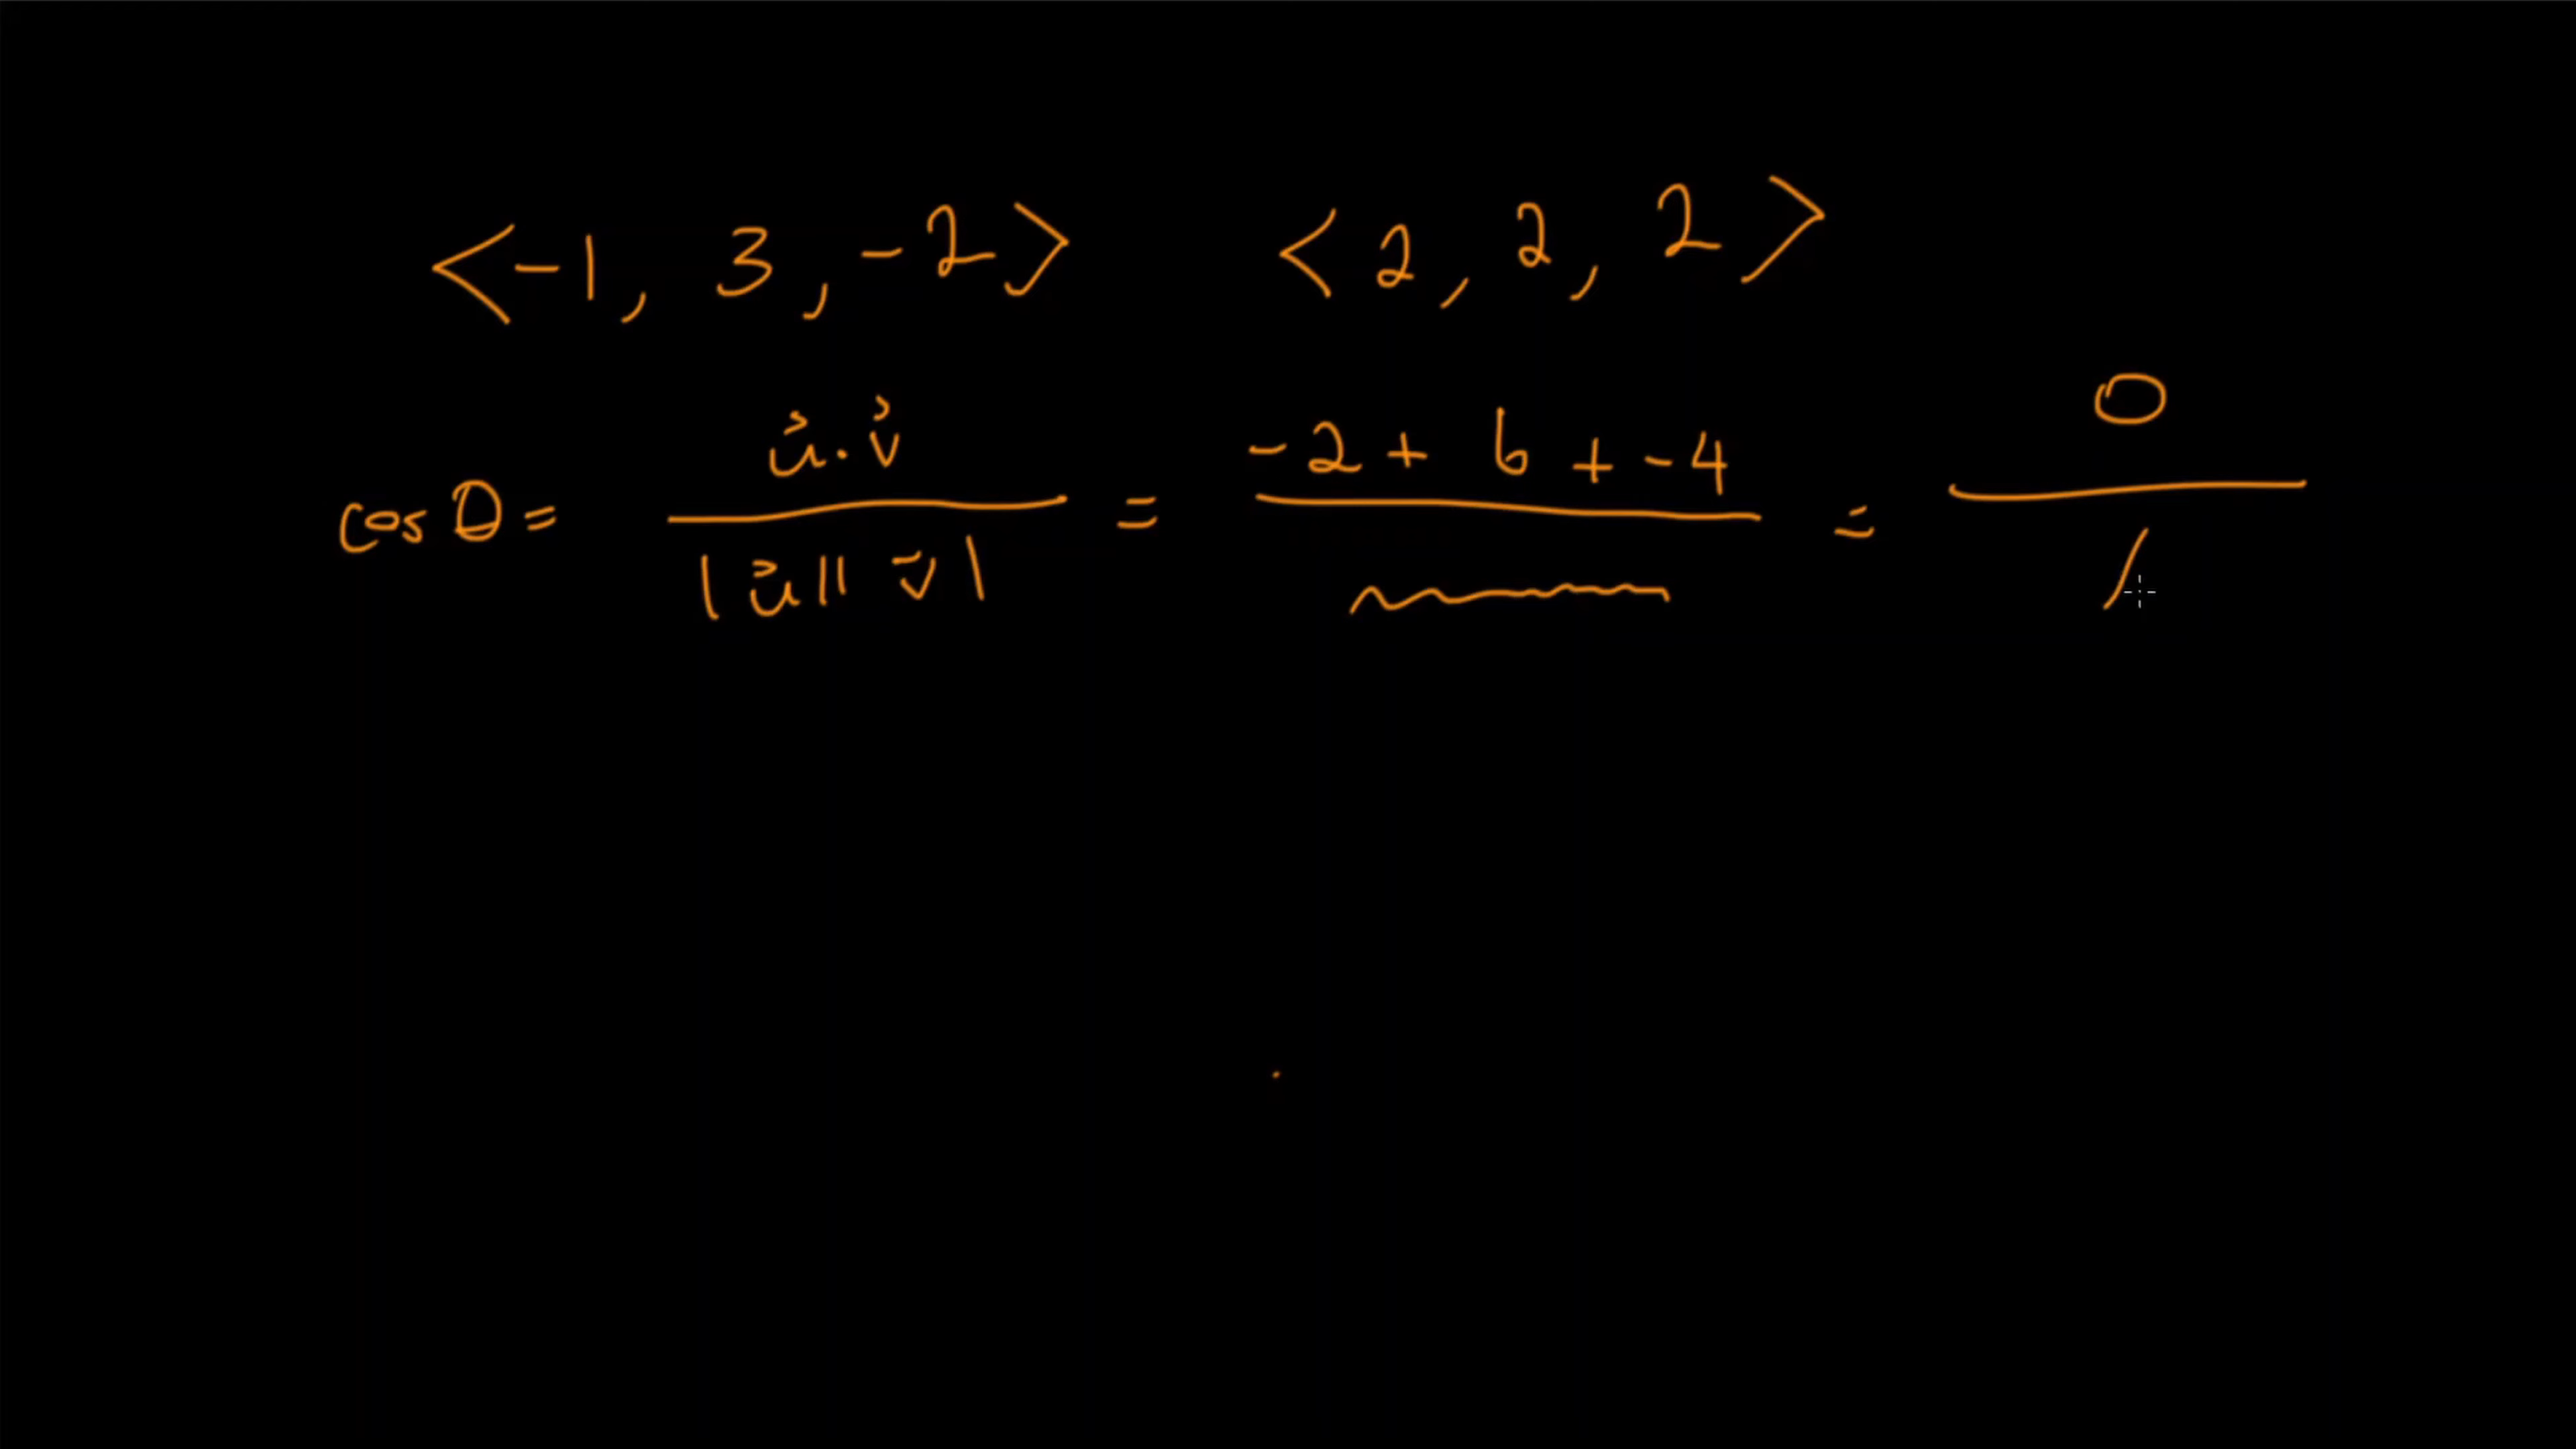 <-1, 3, -2> <2, 2, 2>
cos θ = u⃗·v⃗ / |u⃗||v⃗| = -2 + 6 + -4 / = 0 /